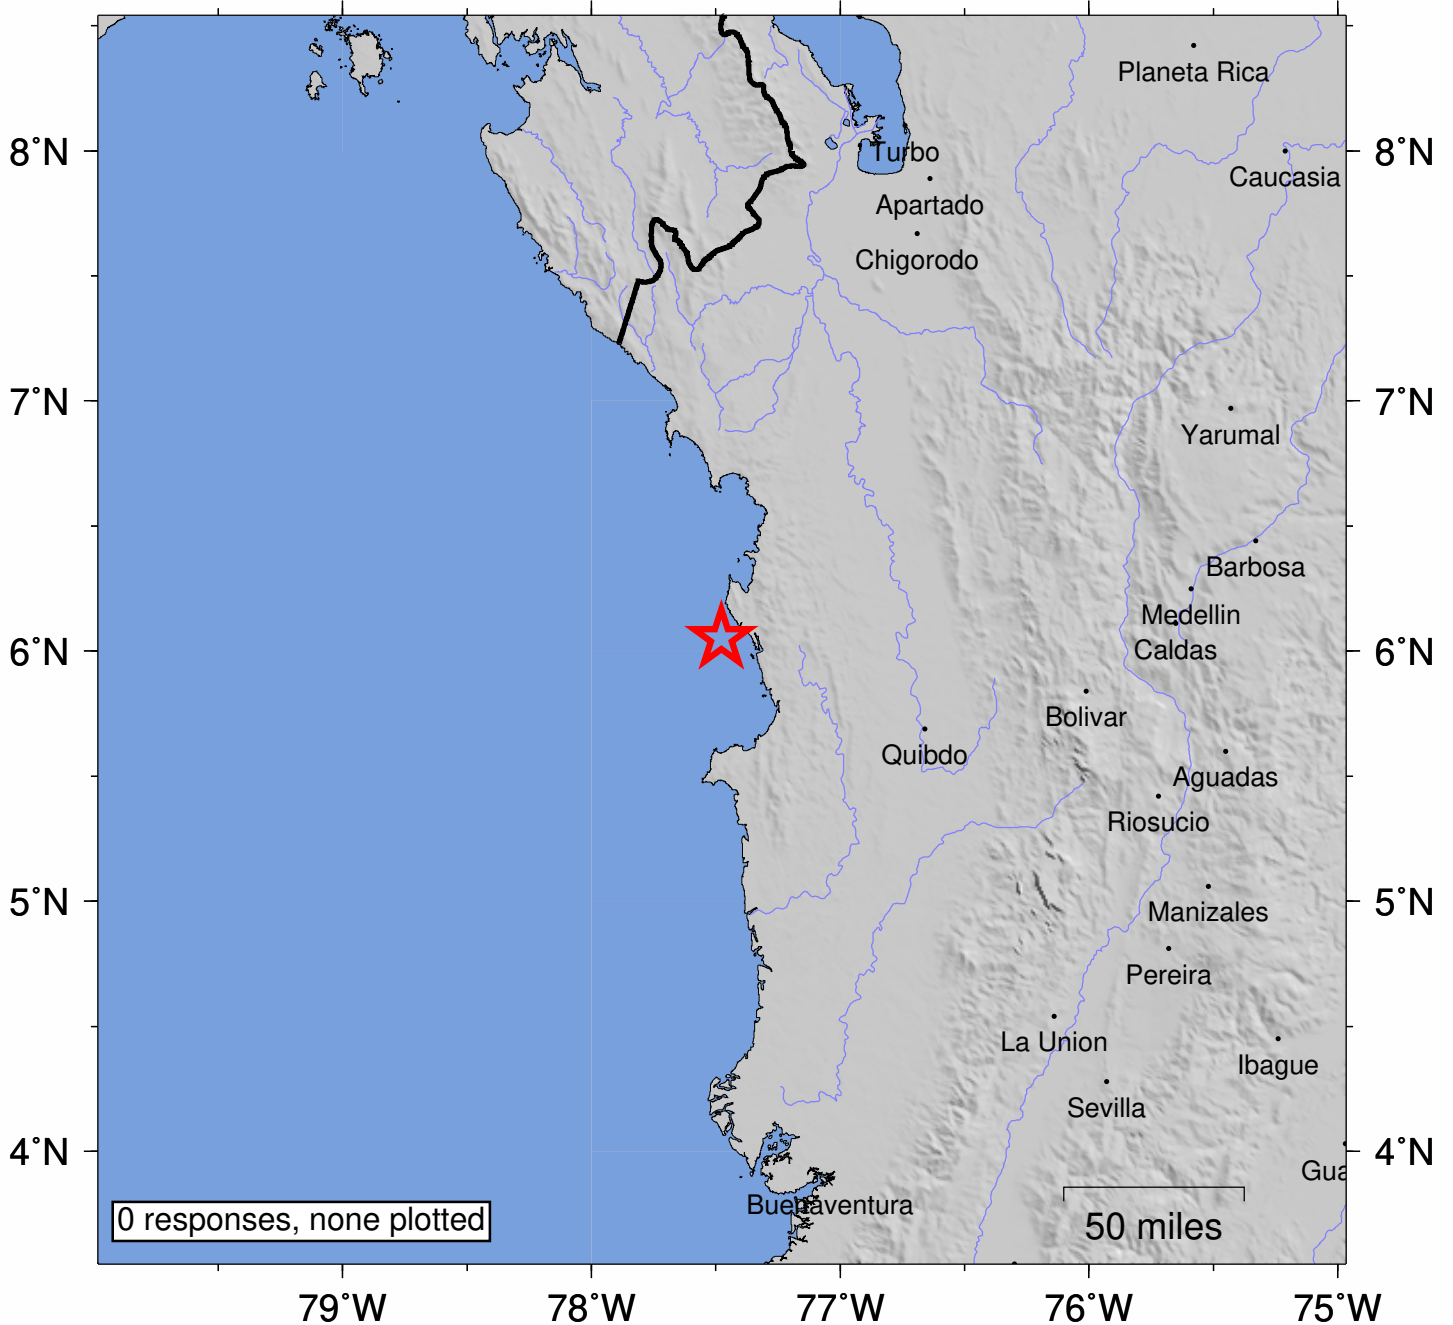 Planeta Rica
8°N
Turbo
8°N
Caucasia
Apartado
Chigorodo
7°N
7°N
Yarumal
Barbosa
Medellin
6°N
Caldas
6°N
Bolivar
Quibdo
Aguadas
Riosucio
5°N
5°N
Manizales
Pereira
La Union
Ibague
Sevilla
4°N
4°N
Gua
Buenaventura
0 responses, none plotted
50 miles
79°W
78°W
77°W
76°W
75°W